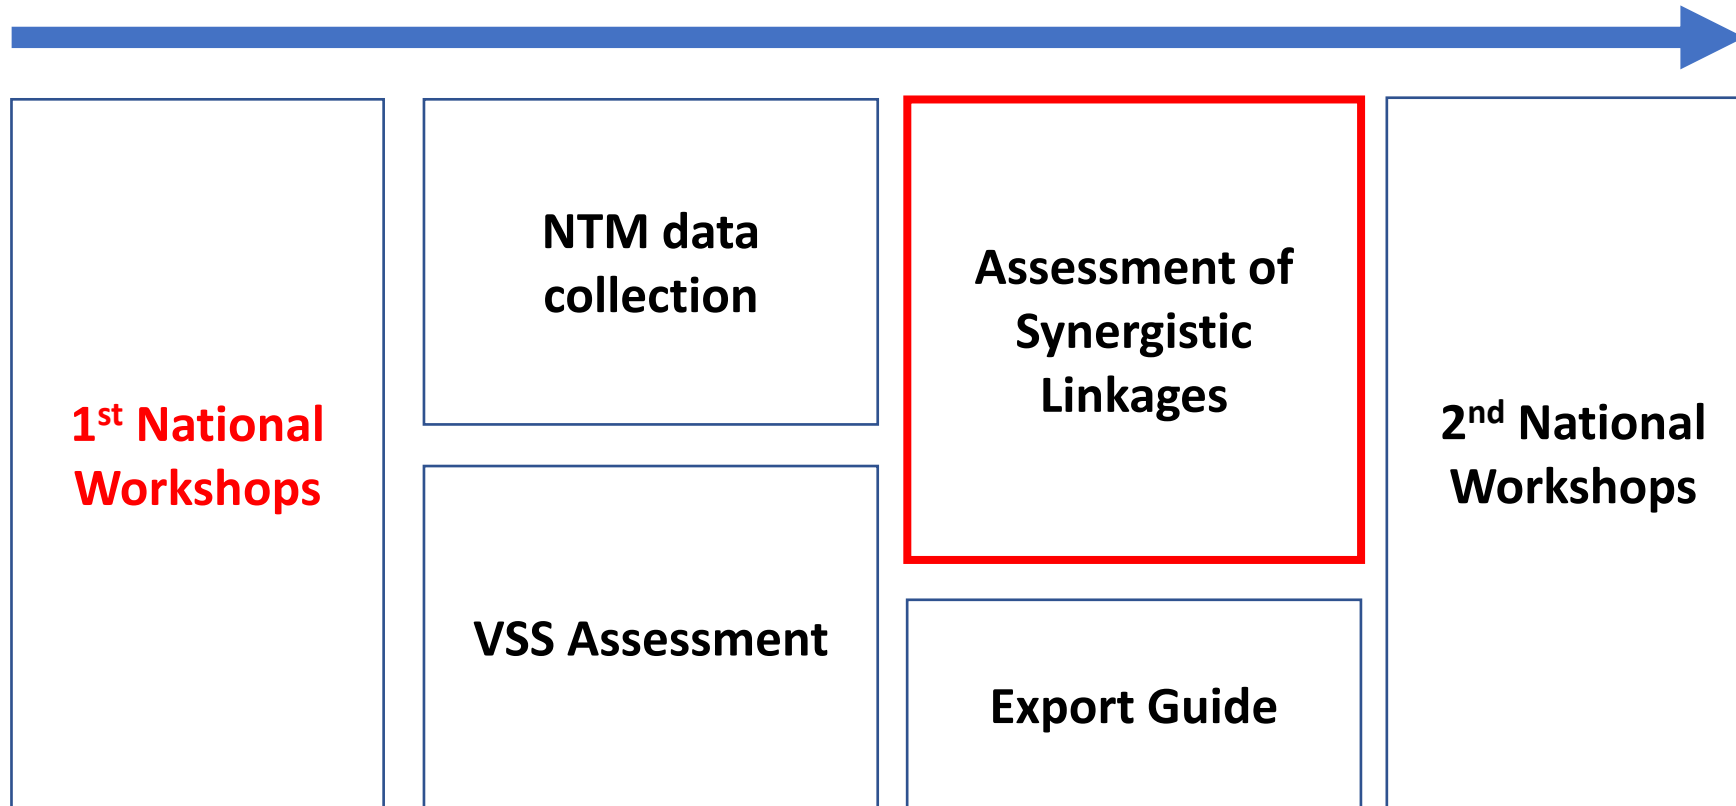 1st National
Workshops
NTM data
collection
VSS Assessment
Assessment of
Synergistic
Linkages
Export Guide
2nd National
Workshops